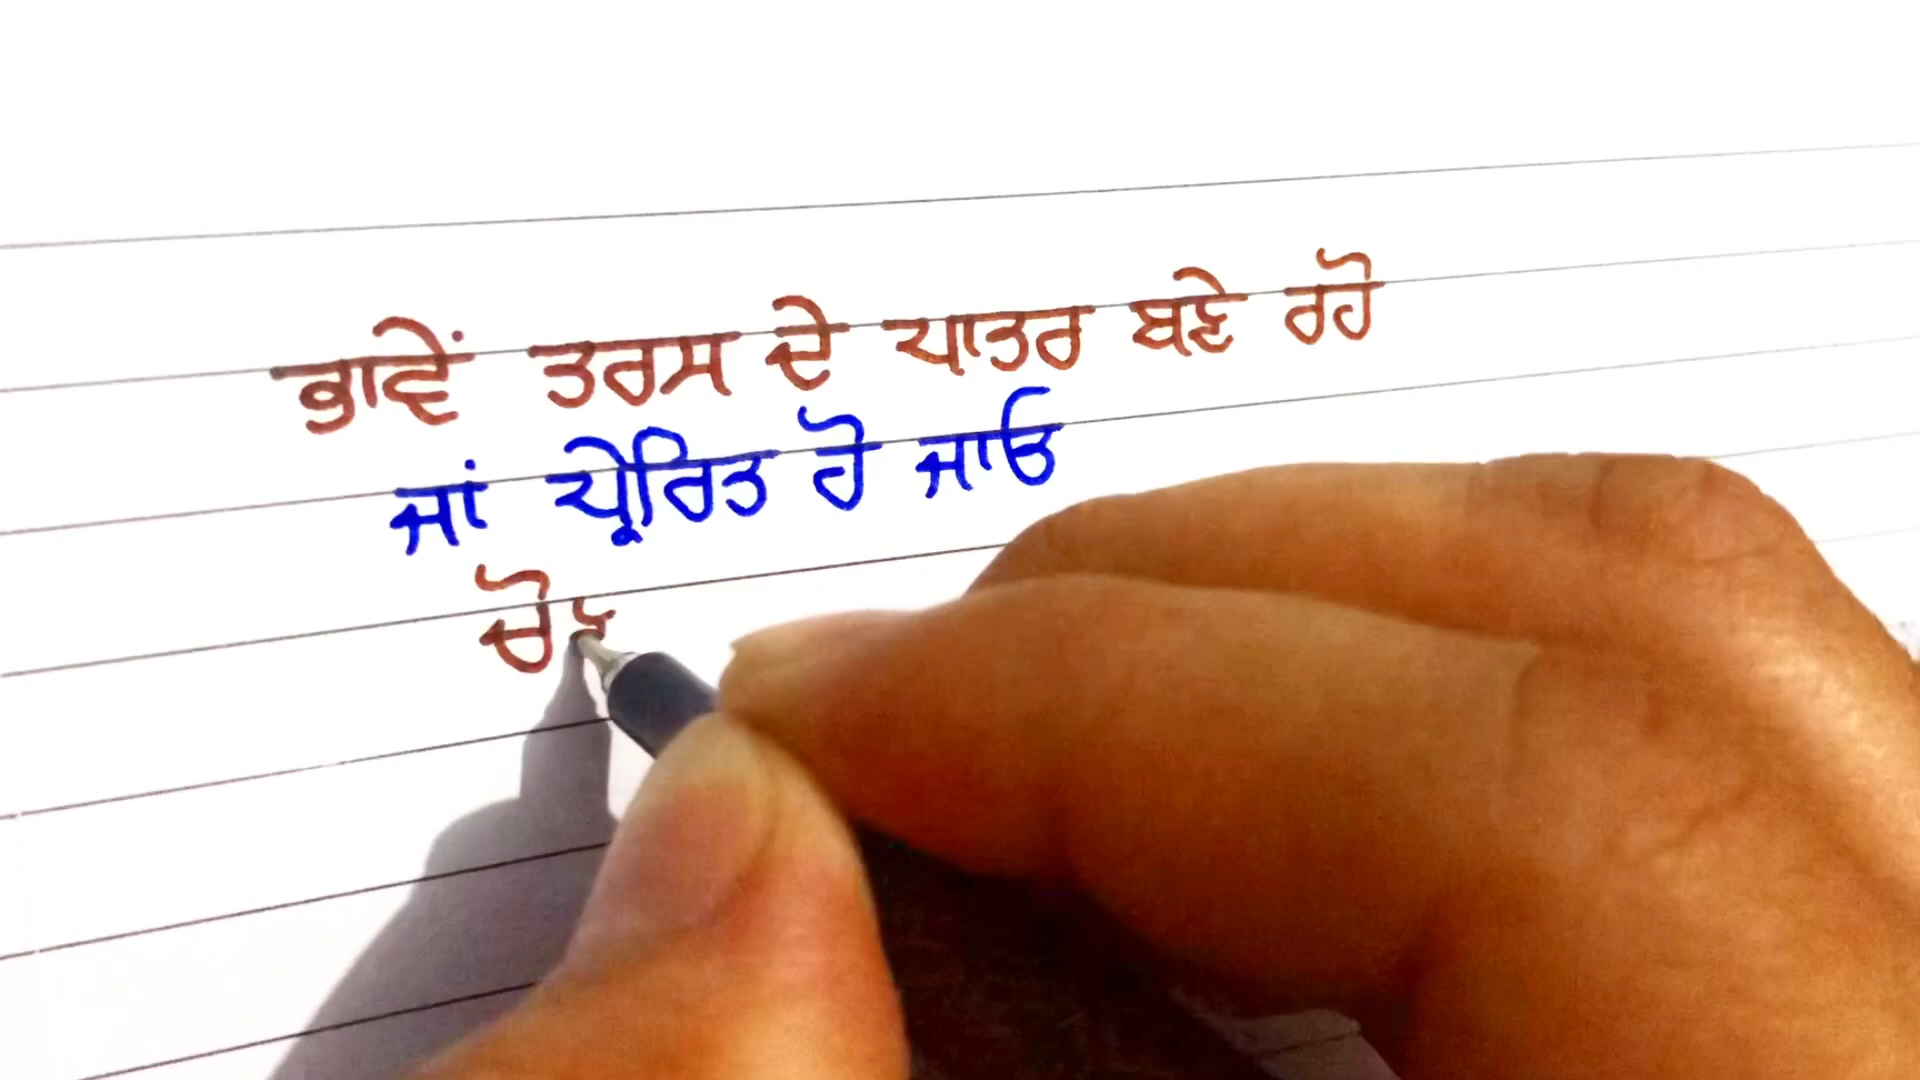 ਭਾਵੇਂ ਤਰਸ ਦੇ ਪਾਤਰ ਬਣੇ ਰਹੋ
ਜਾਂ ਪ੍ਰੇਰਿਤ ਹੋ ਜਾਓ